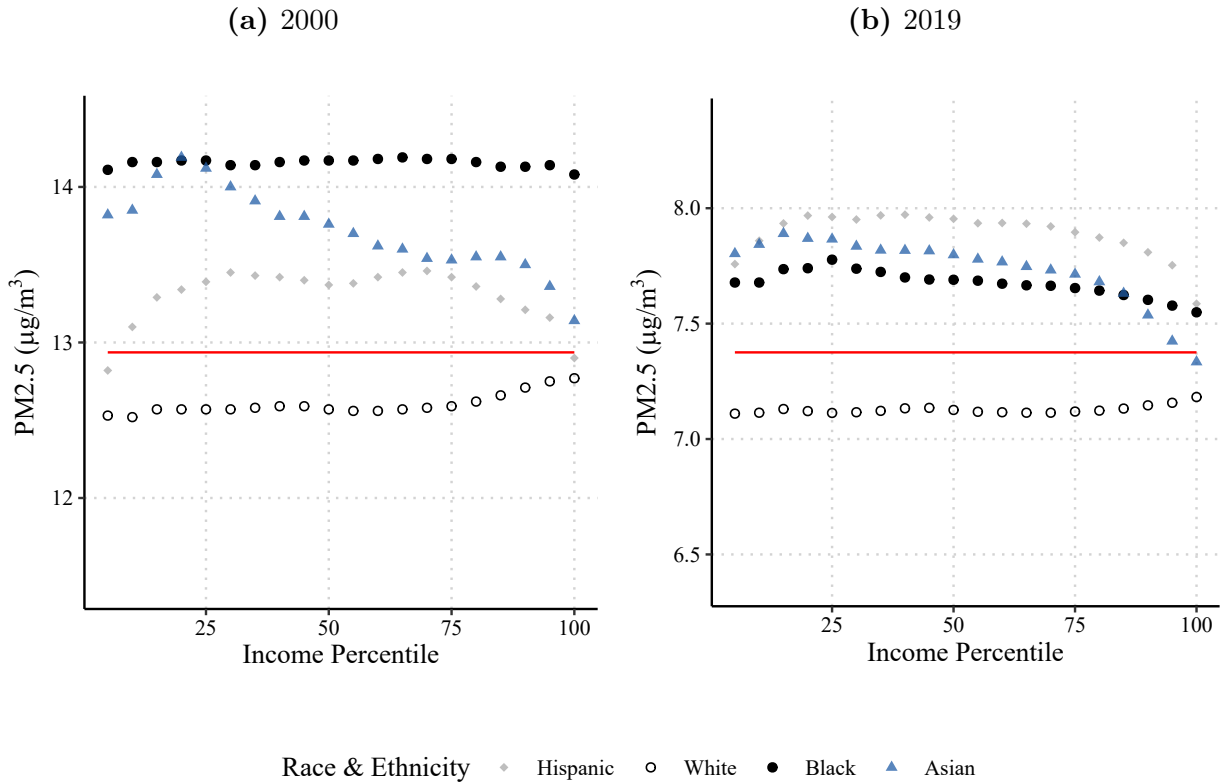 (a) 2000
PM2.5 (μg/m³)
14
13
12
25 50 75 100
Income Percentile
(b) 2019
PM2.5 (μg/m³)
8.0
7.5
7.0
6.5
25 50 75 100
Income Percentile
Race & Ethnicity Hispanic White Black Asian